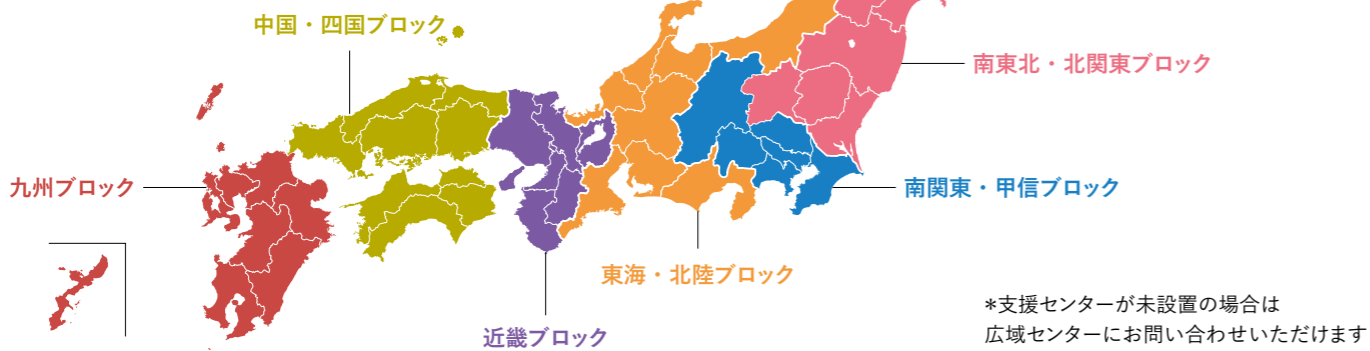 中国・四国ブロック
南東北・北関東ブロック
九州ブロック
南関東・甲信ブロック
東海・北陸ブロック
近畿ブロック
*支援センターが未設置の場合は
広域センターにお問い合わせいただけます